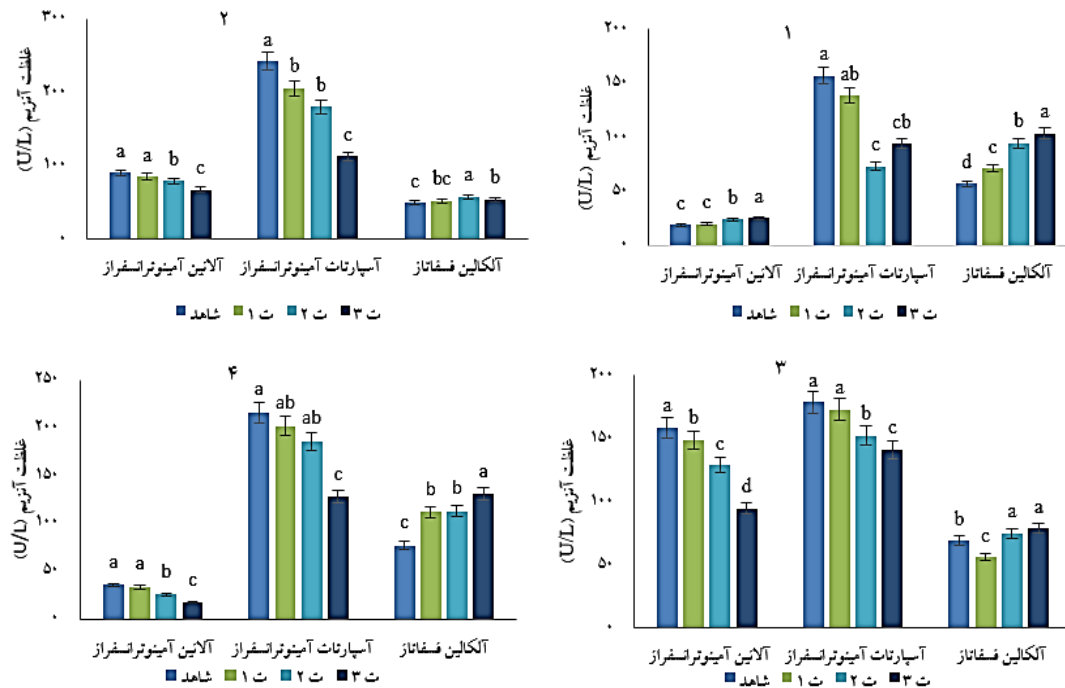 ۲
غلظت آنزیم (U/L)
۳۰۰
۲۰۰
۱۰۰
۰
a a b c
a b b c
c bc a b
آلانین آمینوترانسفراز آسپارتات آمینوترانسفراز آلکالین فسفاتاز
شاهد ت ۱ ت ۲ ت ۳
۱
غلظت آنزیم (U/L)
۲۰۰
۱۵۰
۱۰۰
۵۰
۰
c c b a
a ab c cb
d c b a
آلانین آمینوترانسفراز آسپارتات آمینوترانسفراز آلکالین فسفاتاز
شاهد ت ۱ ت ۲ ت ۳
۴
غلظت آنزیم (U/L)
۲۵۰
۲۰۰
۱۵۰
۱۰۰
۵۰
۰
a a b c
a ab ab c
c b b a
آلانین آمینوترانسفراز آسپارتات آمینوترانسفراز آلکالین فسفاتاز
شاهد ت ۱ ت ۲ ت ۳
۳
غلظت آنزیم (U/L)
۲۰۰
۱۵۰
۱۰۰
۵۰
۰
a b c d
a a b c
b c a a
آلانین آمینوترانسفراز آسپارتات آمینوترانسفراز آلکالین فسفاتاز
شاهد ت ۱ ت ۲ ت ۳